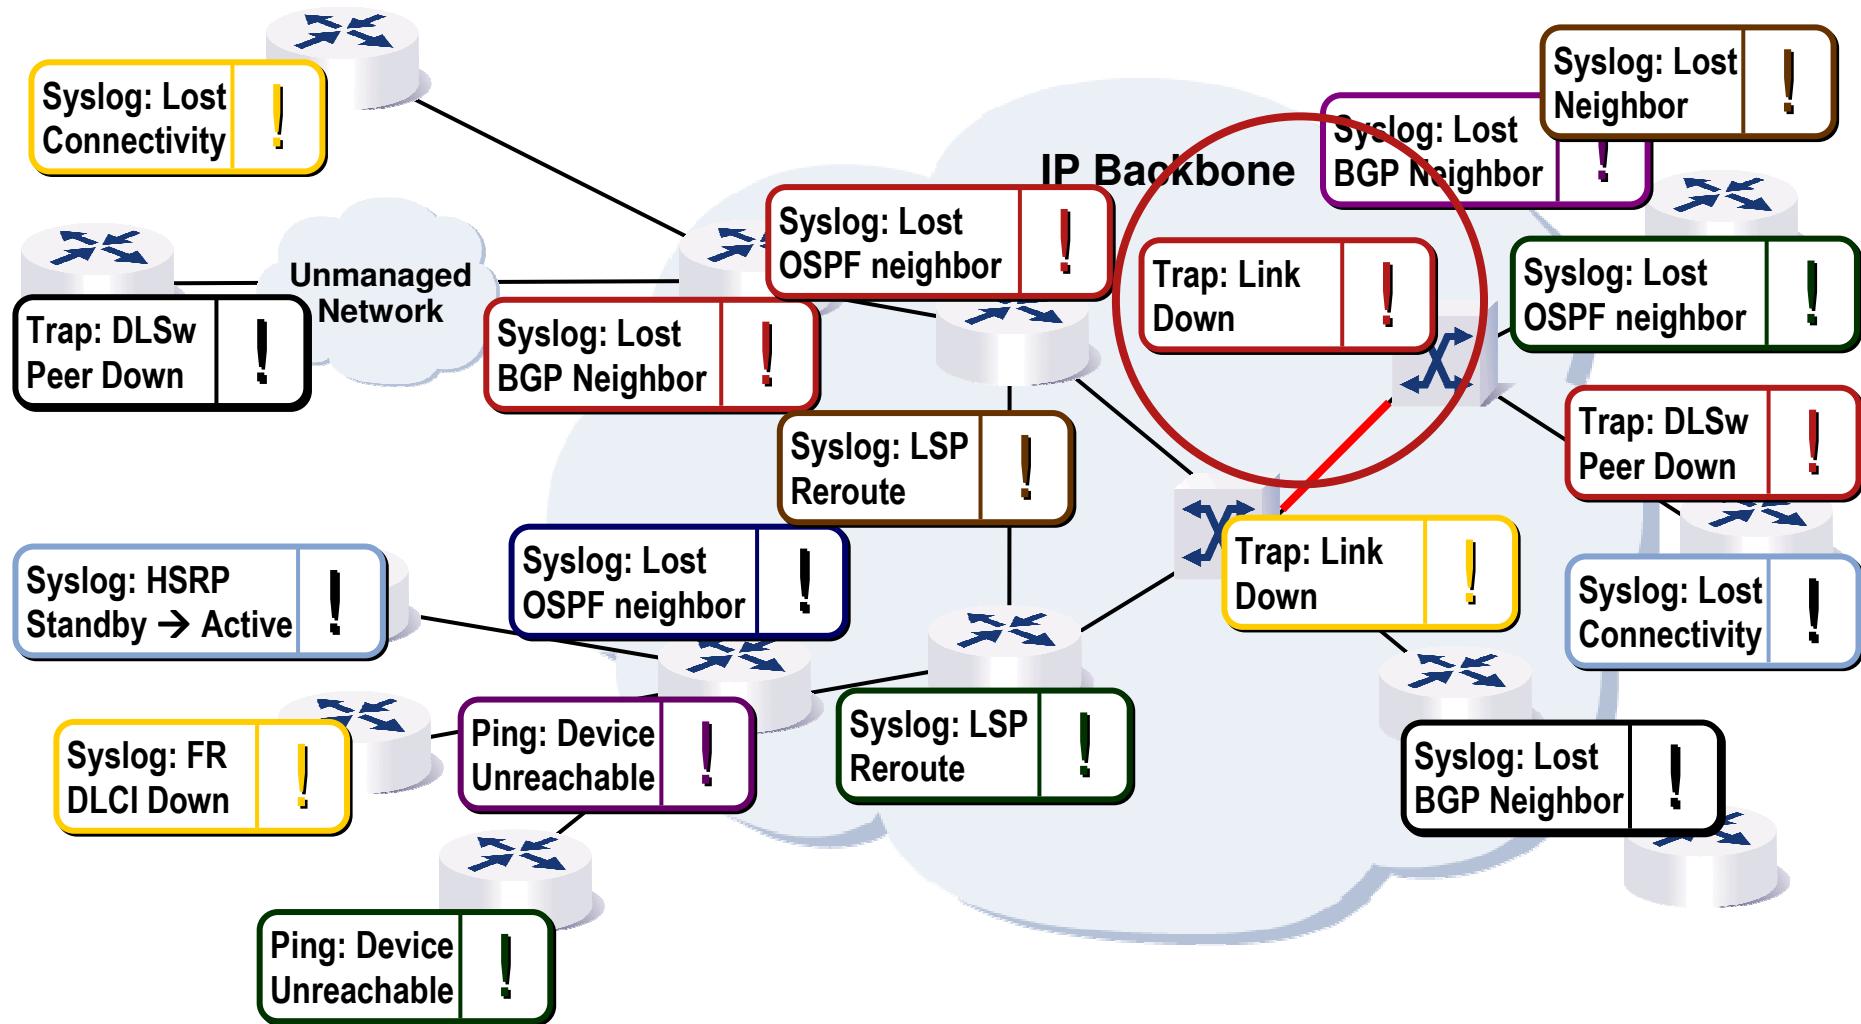 Syslog: Lost
Neighbor
Syslog: Lost
Connectivity
Syslog: Lost
BGP Neighbor
IP Backbone
Syslog: Lost
OSPF neighbor
Trap: Link
Down
Syslog: Lost
OSPF neighbor
Unmanaged
Network
Trap: DLSw
Peer Down
Syslog: Lost
BGP Neighbor
Syslog: LSP
Reroute
Trap: DLSw
Peer Down
Syslog: HSRP
Standby → Active
Syslog: Lost
OSPF neighbor
Trap: Link
Down
Syslog: Lost
Connectivity
Syslog: FR
DLCI Down
Ping: Device
Unreachable
Syslog: LSP
Reroute
Syslog: Lost
BGP Neighbor
Ping: Device
Unreachable